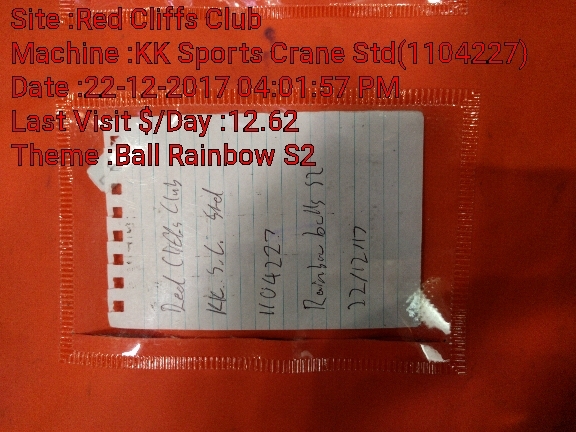 Site :Red Cliffs Club
Machine :KK Sports Crane Std(1104227)
Date :22-12-2017 04:01:57 PM
Last Visit $/Day :12.62
Theme :Ball Rainbow S2
Red Cliffs Club
KK. S.C. Std
1104227
Rainbow balls S2
22/12/17